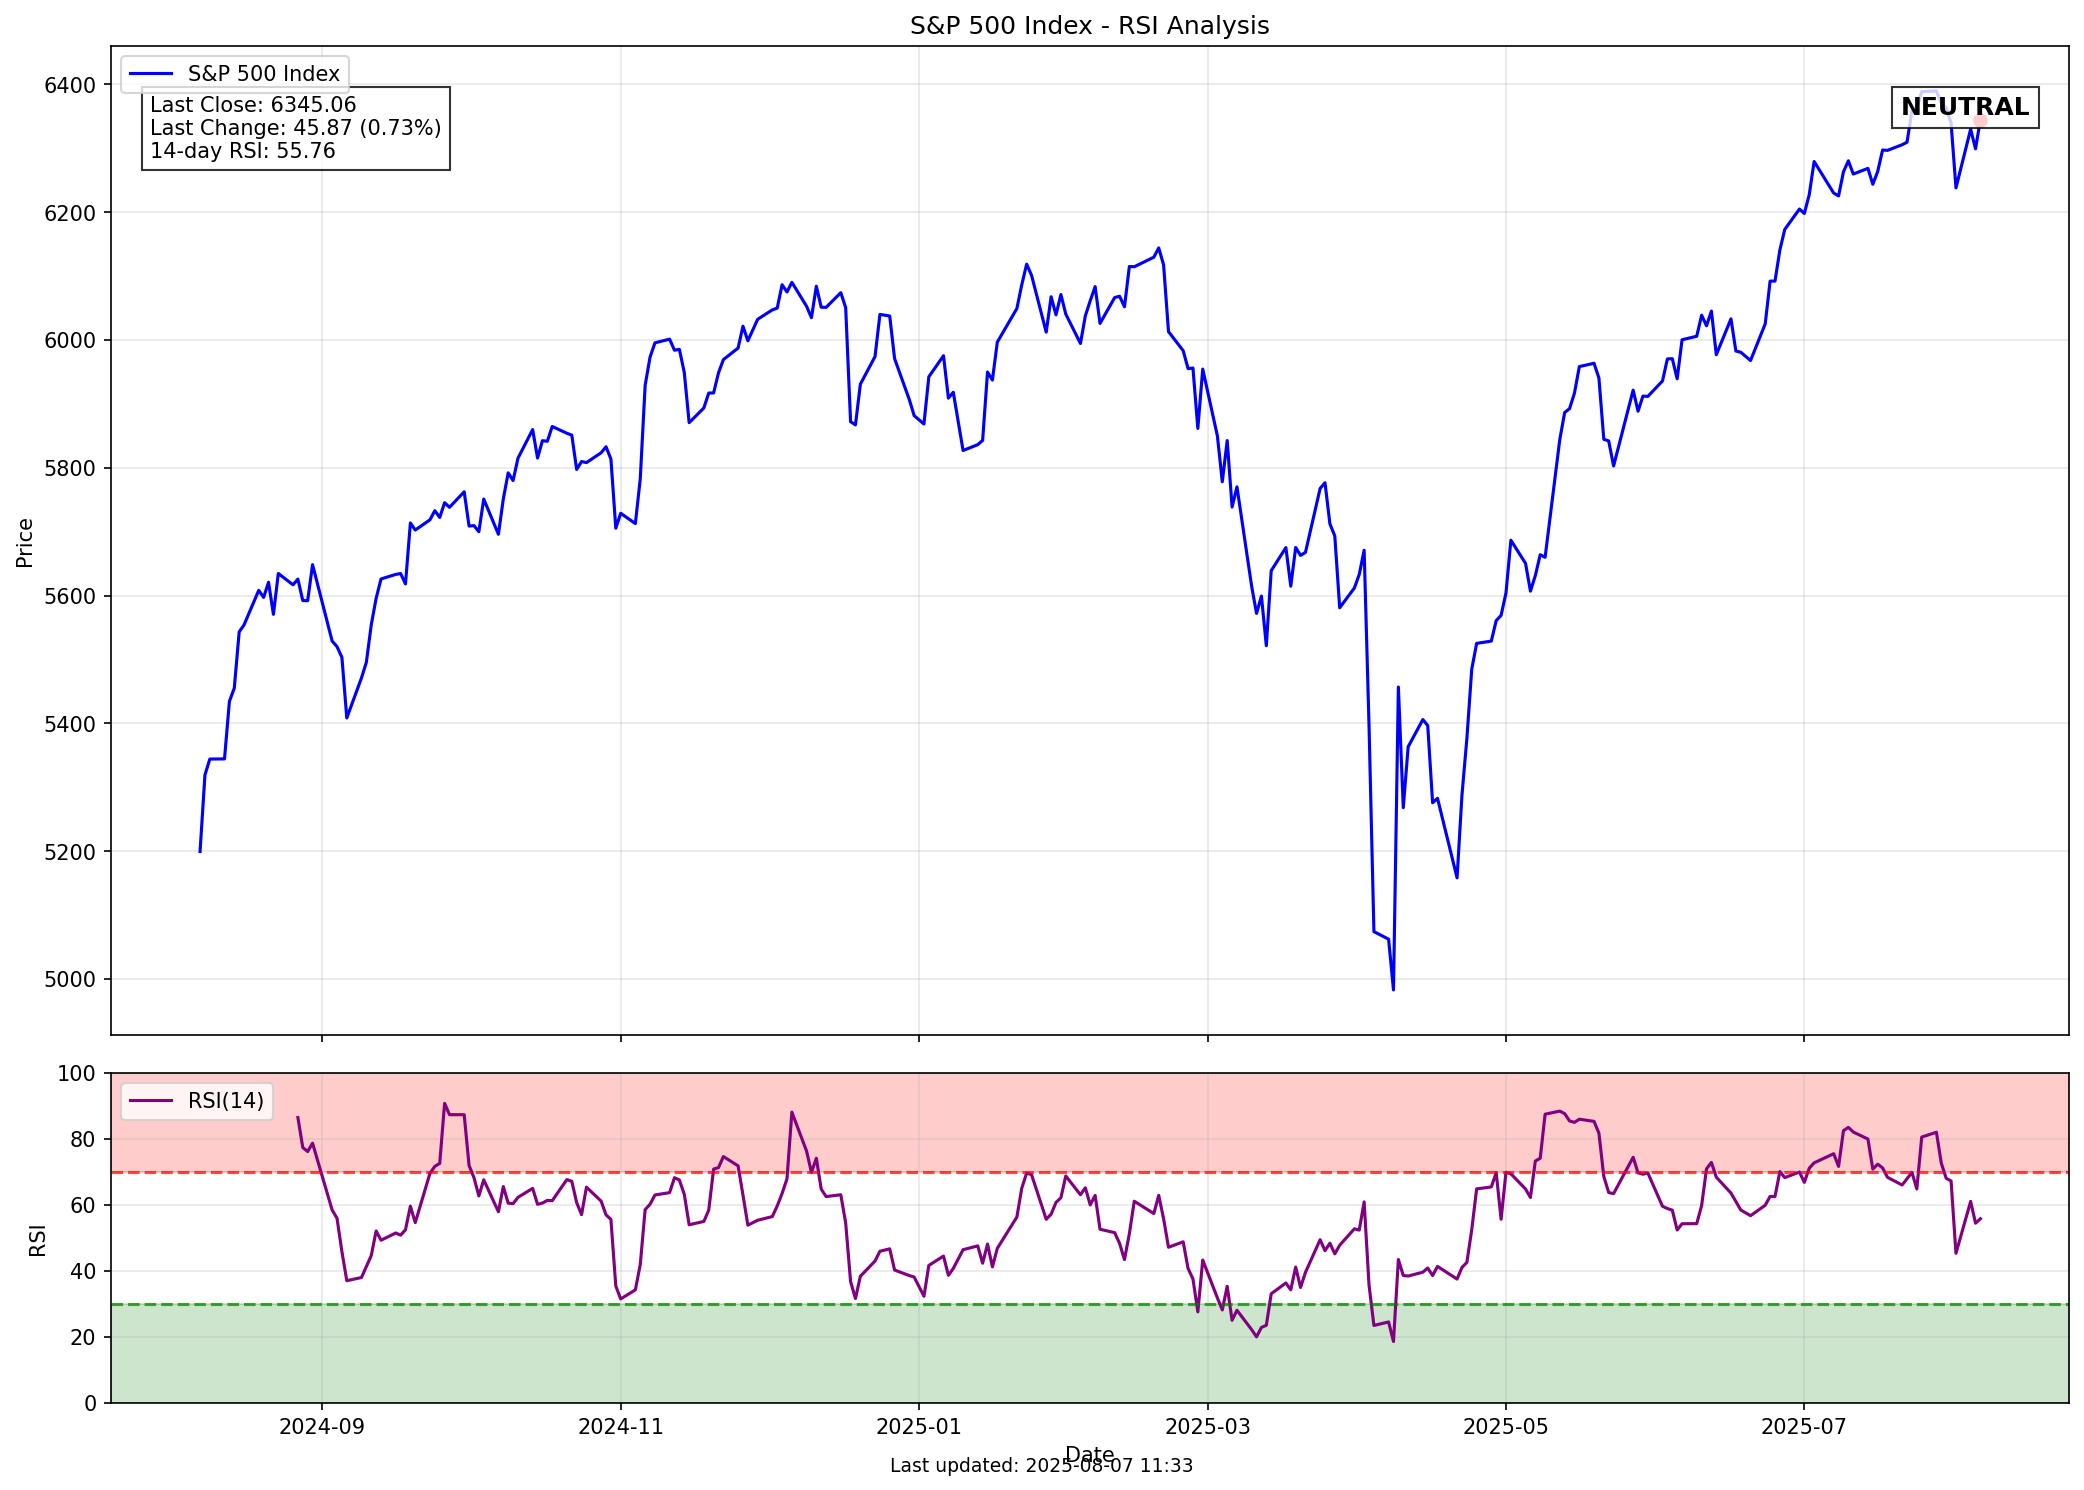 S&P 500 Index - RSI Analysis
S&P 500 Index
Last Close: 6345.06
Last Change: 45.87 (0.73%)
14-day RSI: 55.76
NEUTRAL
Price
6400
6200
6000
5800
5600
5400
5200
5000
RSI(14)
RSI
100
80
60
40
20
0
2024-09
2024-11
2025-01
2025-03
2025-05
2025-07
Date
Last updated: 2025-08-07 11:33